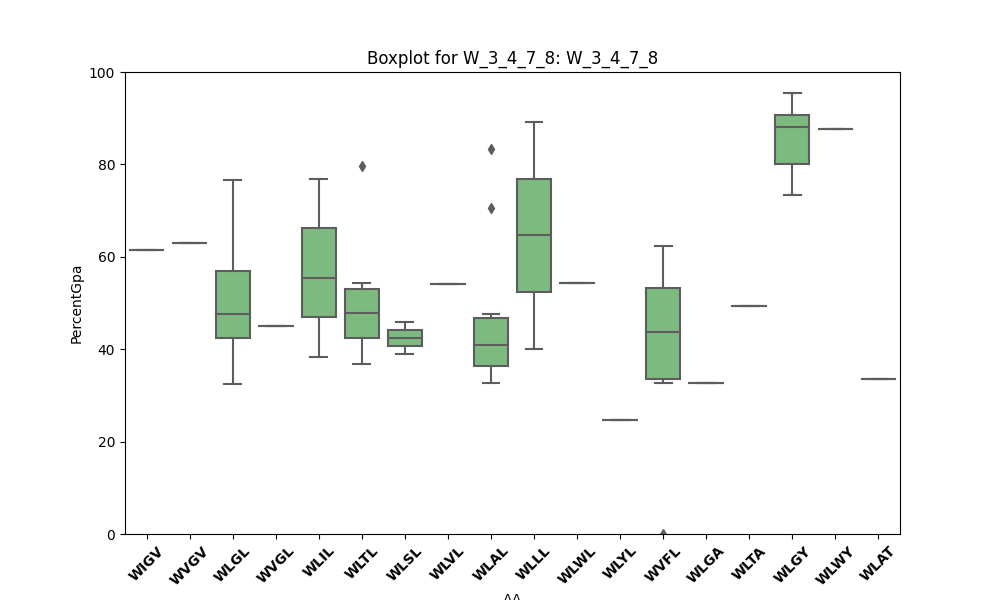 Boxplot for W_3_4_7_8: W_3_4_7_8
100
80
60
40
20
0
PercentGpa
WIGV WVGV WLGL WVGL WLIL WLTL WLSL WLVL WLAL WLLL WLWL WLYL WVFL WLGA WLTA WLGY WLWY WLAT
AA